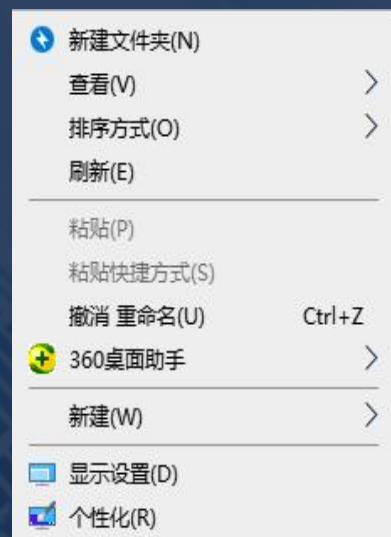 新建文件夹(N)
查看(V)
排序方式(O)
刷新(E)
粘贴(P)
粘贴快捷方式(S)
撤消 重命名(U) Ctrl+Z
360桌面助手
新建(W)
显示设置(D)
个性化(R)